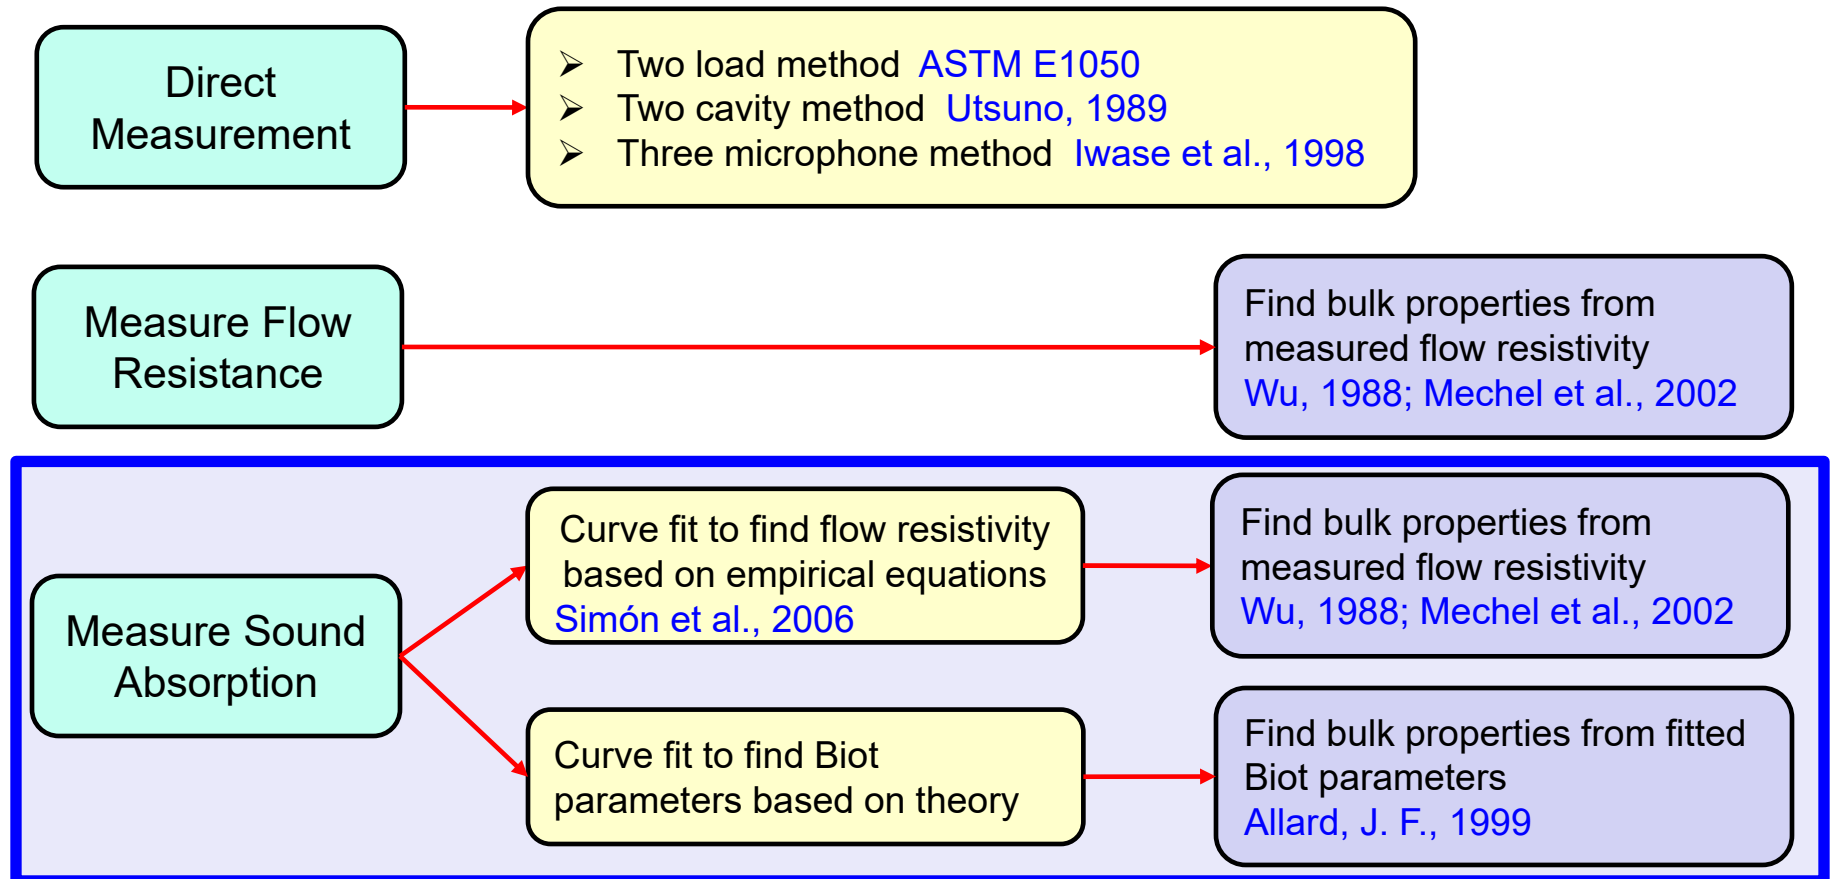 Direct
Measurement
➢ Two load method ASTM E1050
➢ Two cavity method Utsuno, 1989
➢ Three microphone method Iwase et al., 1998
Measure Flow
Resistance
Find bulk properties from
measured flow resistivity
Wu, 1988; Mechel et al., 2002
Measure Sound
Absorption
Curve fit to find flow resistivity
based on empirical equations
Simón et al., 2006
Find bulk properties from
measured flow resistivity
Wu, 1988; Mechel et al., 2002
Curve fit to find Biot
parameters based on theory
Find bulk properties from fitted
Biot parameters
Allard, J. F., 1999